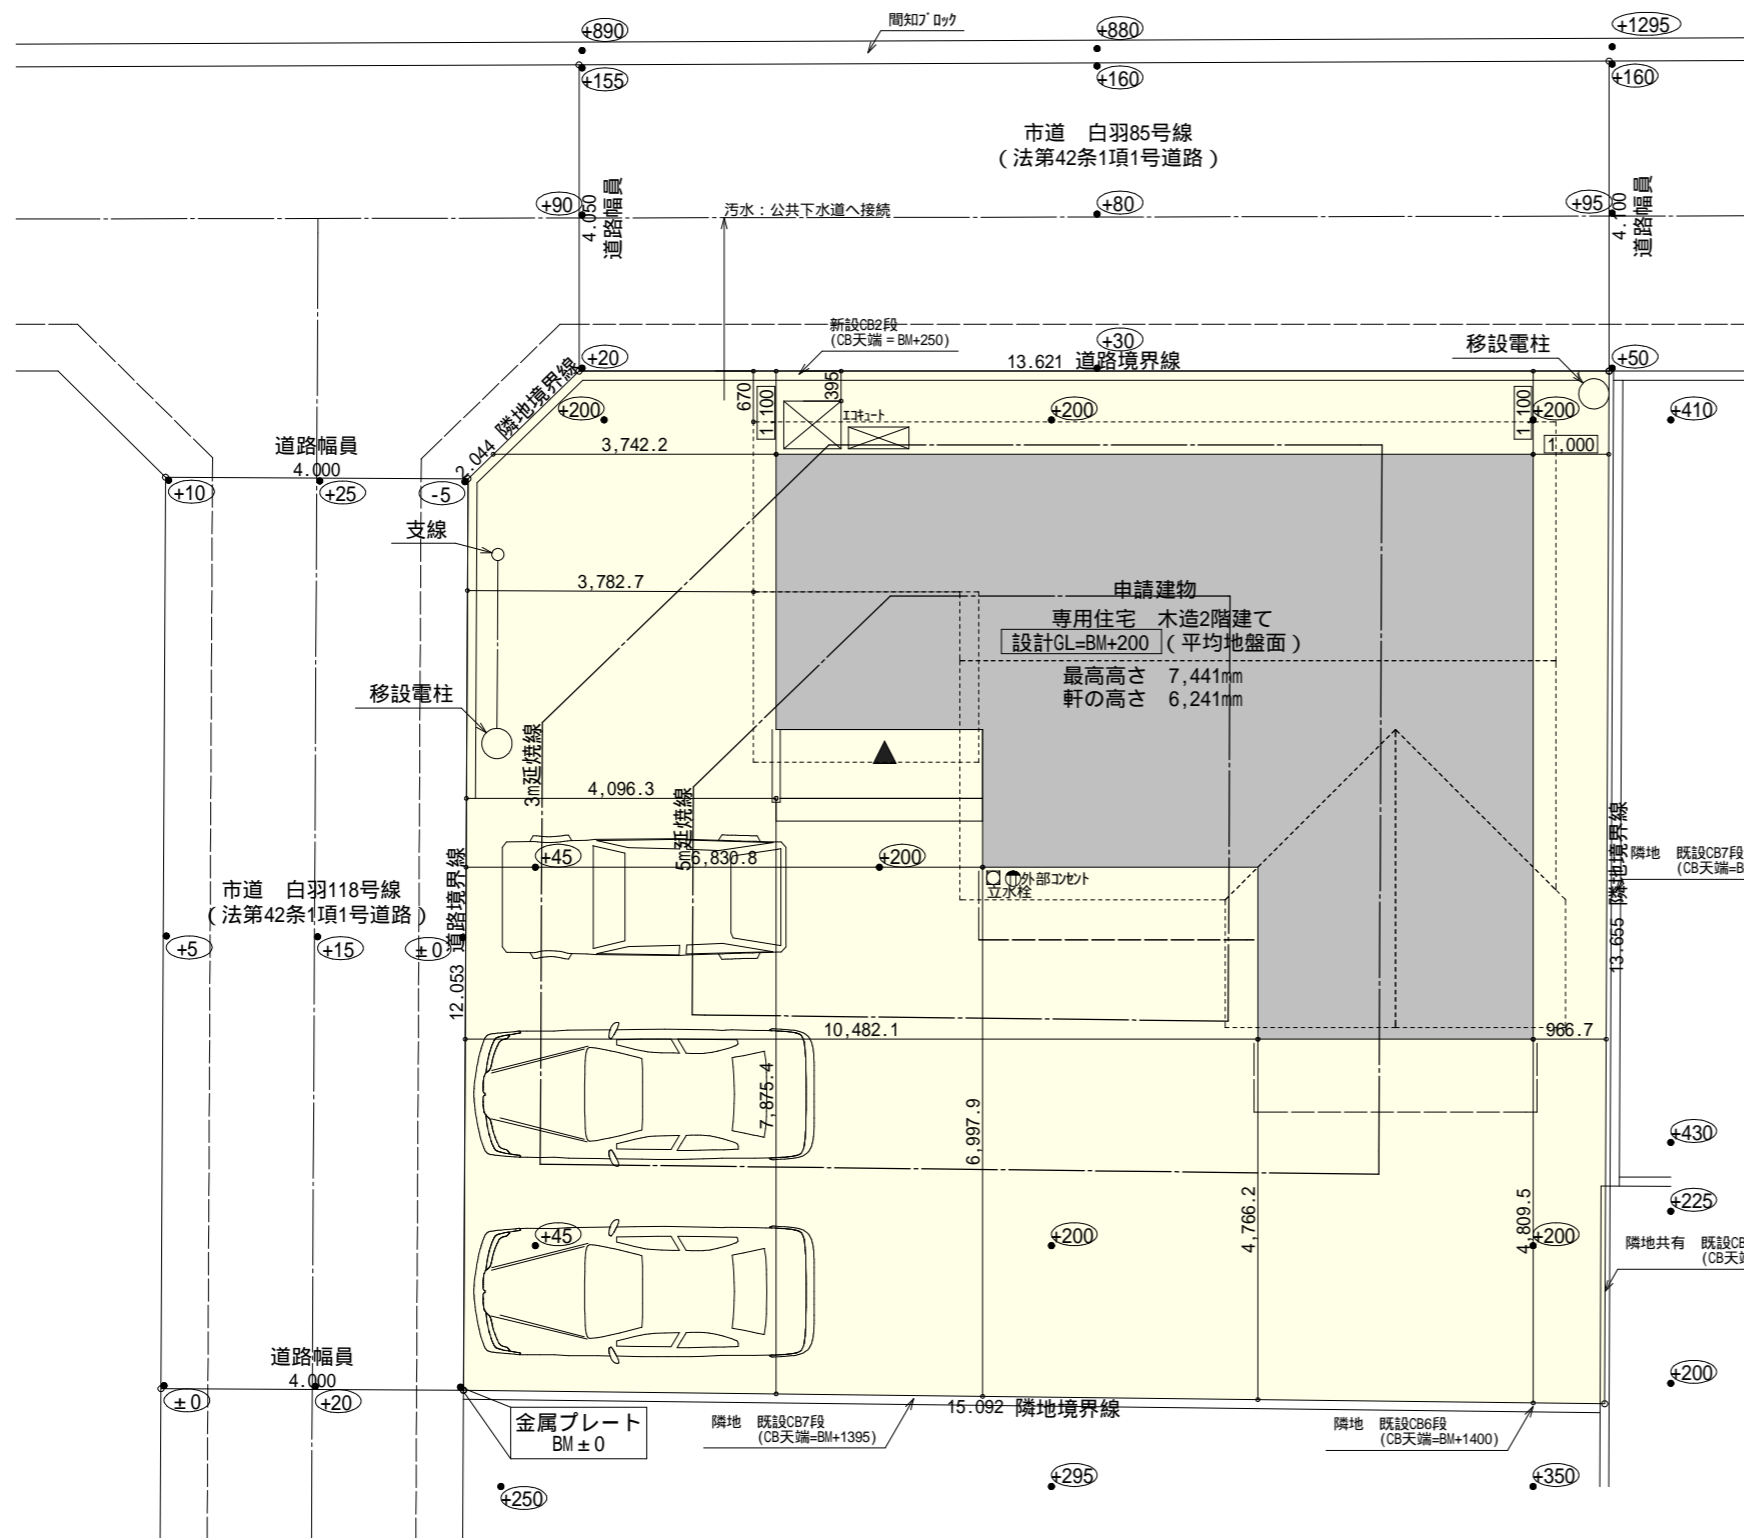 間知ﾌﾞﾛｯｸ
+890
+880
+1295
+155
+160
+160
市道　白羽85号線
（法第42条1項1号道路）
+90
4.050
道路幅員
汚水：公共下水道へ接続
+80
+95
4.100
道路幅員
新設CB2段
(CB天端＝BM+250)
+20
+30
13.621 道路境界線
移設電柱
+50
2.044 隣地境界線
+200
670
1,100
395
ｴｺｷｭｰﾄ
+200
1,100
+200
+410
道路幅員
4.000
3,742.2
1,000
+10
+25
-5
支線
3,782.7
申請建物
専用住宅　木造2階建て
設計GL=BM+200（平均地盤面）
最高高さ　7,441mm
軒の高さ　6,241mm
移設電柱
3m延焼線
5m延焼線
4,096.3
+45
6,830.8
+200
外部ｺﾝｾﾝﾄ
立水栓
13.655 隣地境界線
隣地　既設CB7段
(CB天端=B
市道　白羽118号線
（法第42条1項1号道路）
12.053 道路境界線
+5
+15
±0
10,482.1
966.7
7,875.4
6,997.9
4,766.2
4,809.5
+430
+225
+45
+200
+200
隣地共有　既設CB
(CB天端
道路幅員
4.000
+200
±0
+20
金属プレート
BM±0
15.092 隣地境界線
隣地　既設CB7段
(CB天端=BM+1395)
隣地　既設CB6段
(CB天端=BM+1400)
+250
+295
+350